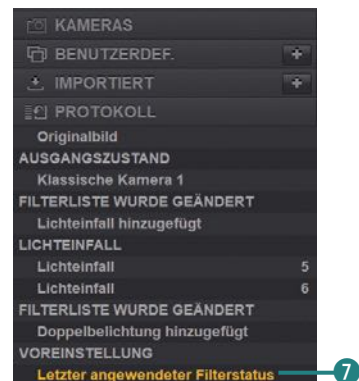 KAMERAS
BENUTZERDEF. +
IMPORTIERT +
PROTOKOLL
Originalbild
AUSGANGSZUSTAND
Klassische Kamera 1
FILTERLISTE WURDE GEÄNDERT
Lichteinfall hinzugefügt
LICHTEINFALL
Lichteinfall 5
Lichteinfall 6
FILTERLISTE WURDE GEÄNDERT
Doppelbelichtung hinzugefügt
VOREINSTELLUNG
Letzter angewendeter Filterstatus 7